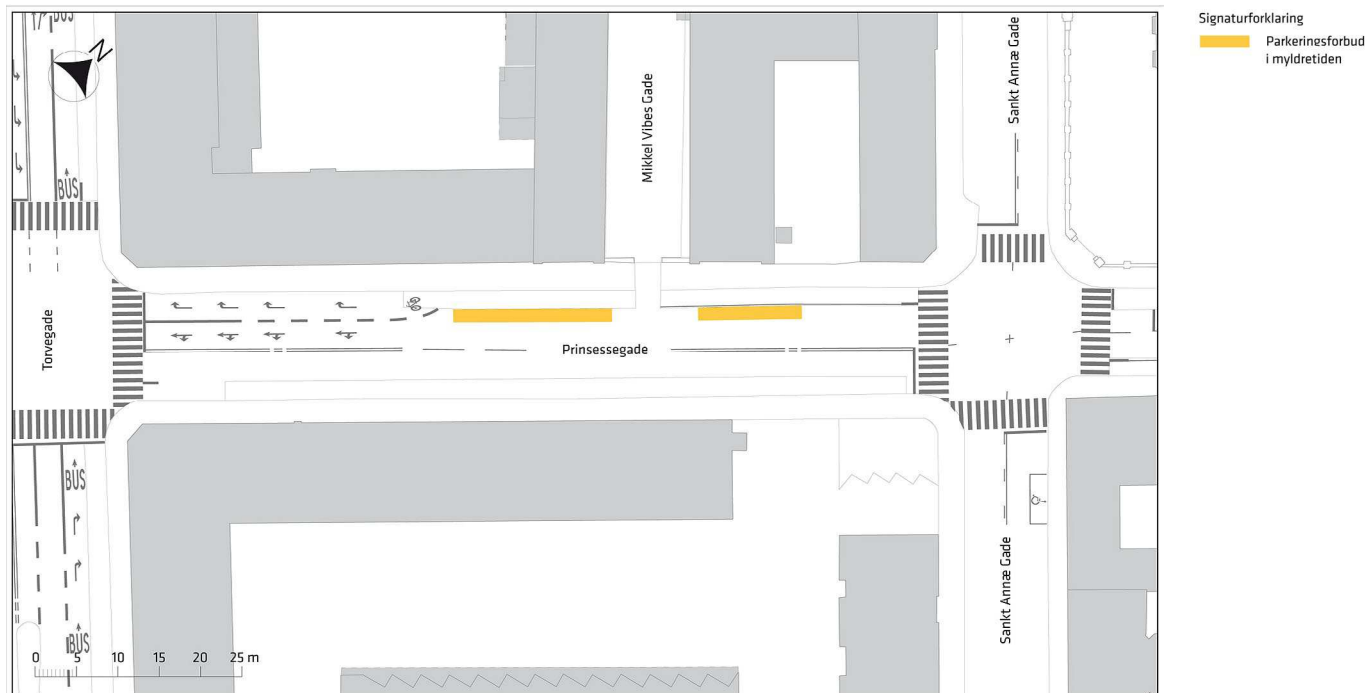 BUS
N
BUS
Mikkel Vibes Gade
Sankt Annæ Gade
Signaturforklaring
Parkeringsforbud
i myldretiden
Torvegade
Prinsessegade
BUS
BUS
Sankt Annæ Gade
0 5 10 15 20 25 m